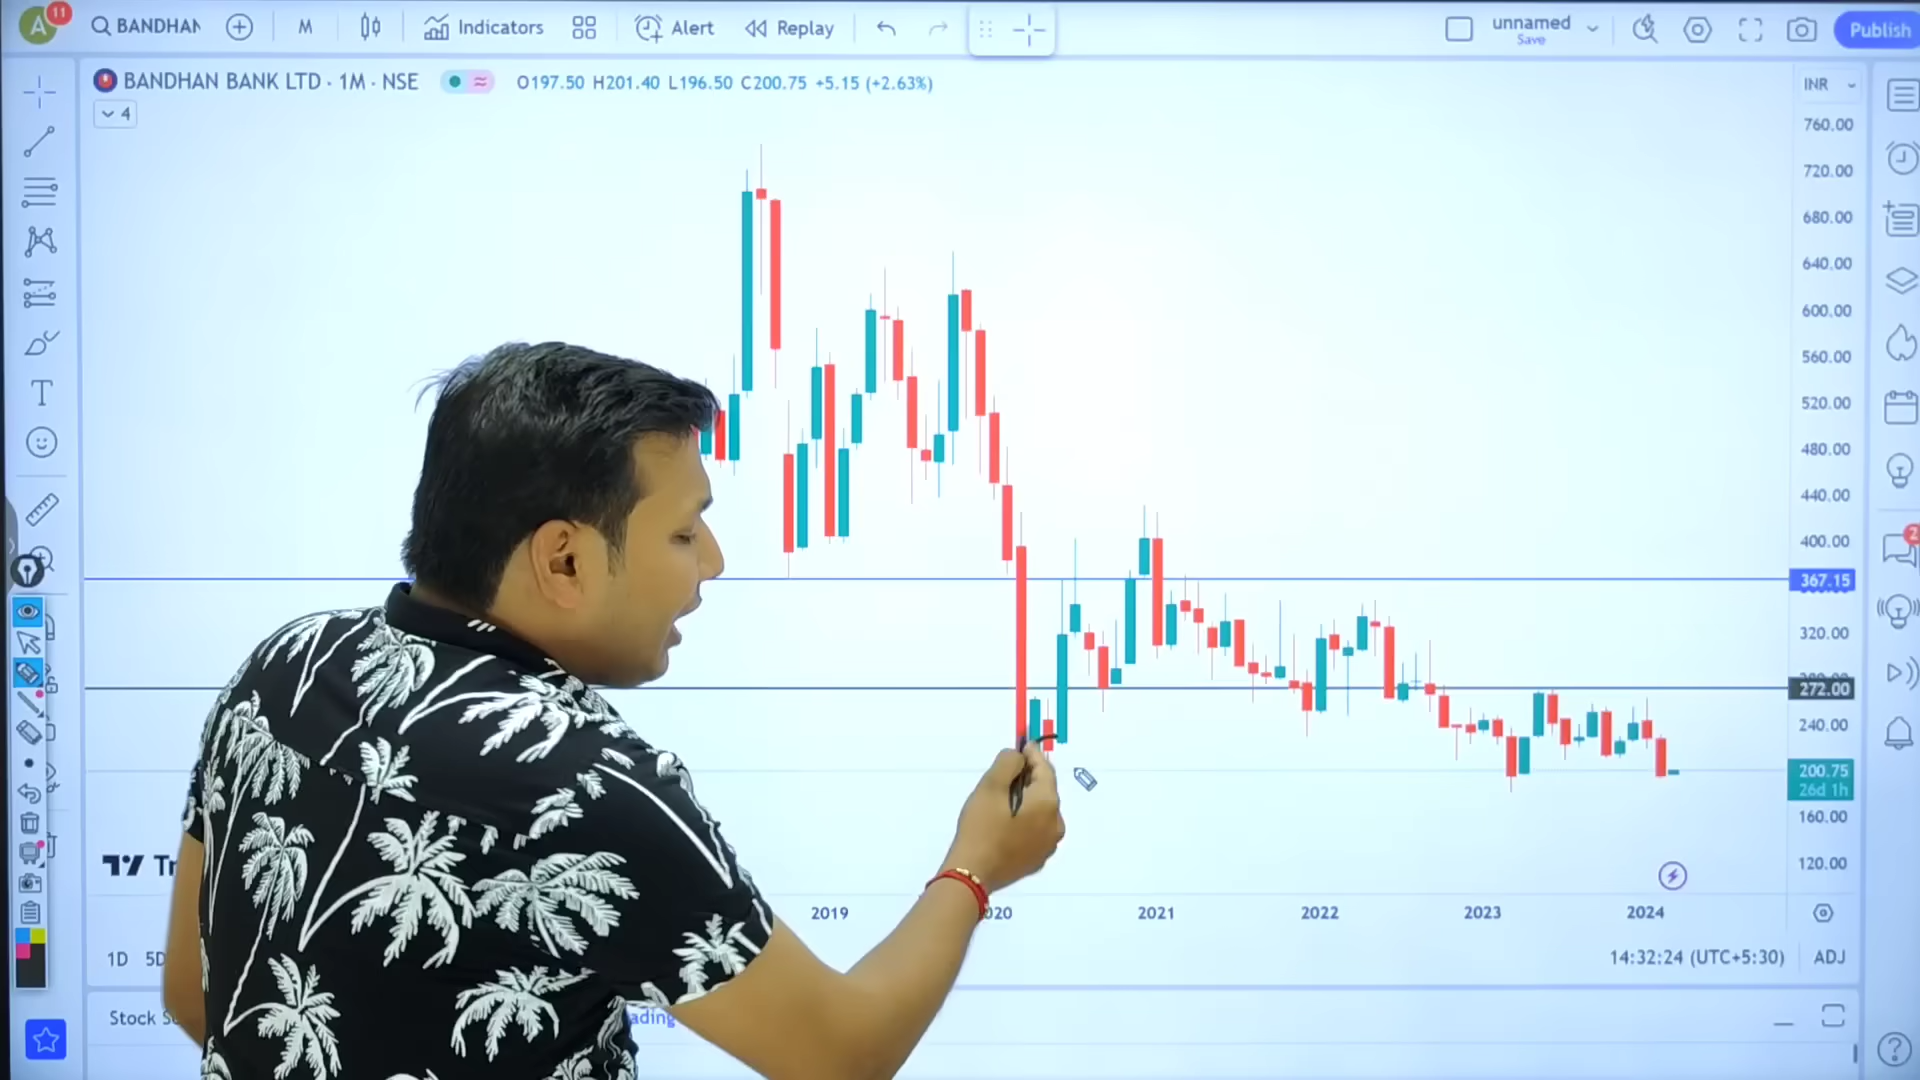 A 11 BANDHAN + M Indicators Alert Replay unnamed Save Publish
BANDHAN BANK LTD · 1M · NSE O197.50 H201.40 L196.50 C200.75 +5.15 (+2.63%)
4
INR
760.00
720.00
680.00
640.00
600.00
560.00
520.00
480.00
440.00
400.00
367.15
320.00
272.00
240.00
200.75
26d 1h
160.00
120.00
T
2
2019 2021 2022 2023 2024
1D 14:32:24 (UTC+5:30) ADJ
Stock